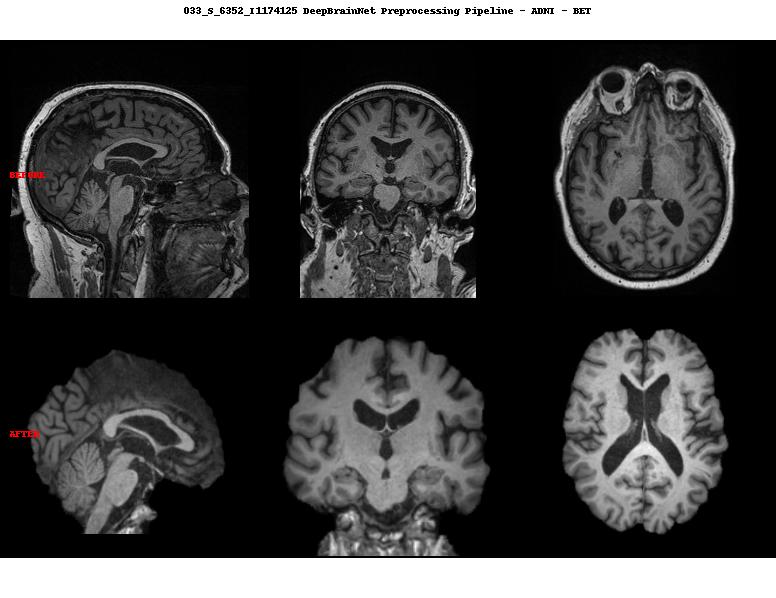 033_S_6352_I1174125 DeepBrainNet Preprocessing Pipeline - ADNI - BET
BEFORE
AFTER